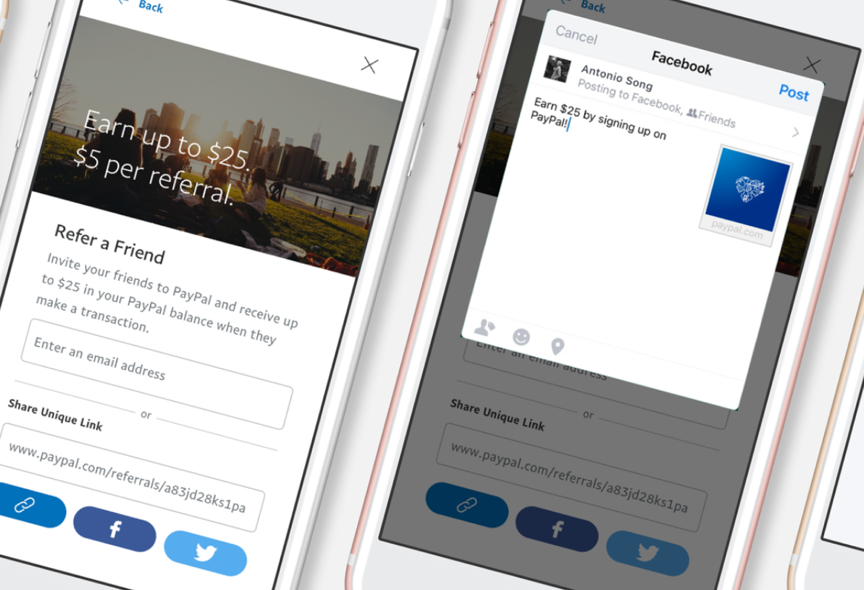 Back
Earn up to $25.
$5 per referral!
Refer a Friend
Invite your friends to PayPal and receive up
to $25 in your PayPal balance when they
make a transaction.
Enter an email address
or
Share Unique Link
www.paypal.com/referrals/a83jd28ks1pa
Back
Cancel
Facebook
Post
Antonio Song
Posting to Facebook, Friends
Earn $25 by signing up on
PayPal!
paypal.com
Enter an email address
or
Share Unique Link
www.paypal.com/referrals/a83jd28ks1pa